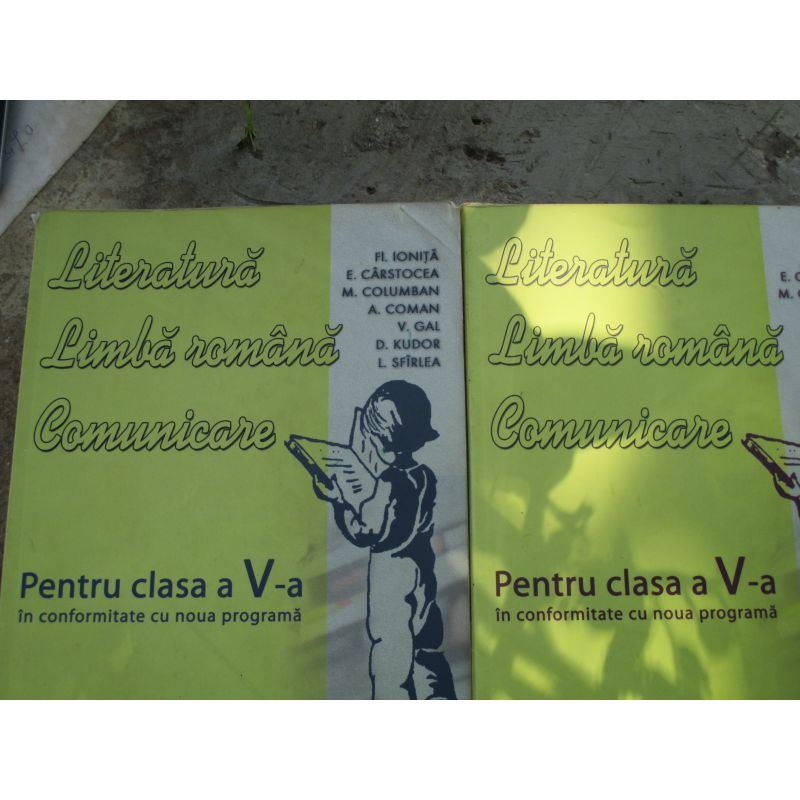 Literatură
Limbă română
Comunicare
Fl. IONIȚĂ
E. CÂRSTOCEA
M. COLUMBAN
A. COMAN
V. GAL
D. KUDOR
L. SFÎRLEA
Pentru clasa a V-a
în conformitate cu noua programă
Literatură
Limbă română
Comunicare
E. C
M. C
Pentru clasa a V-a
în conformitate cu noua programă